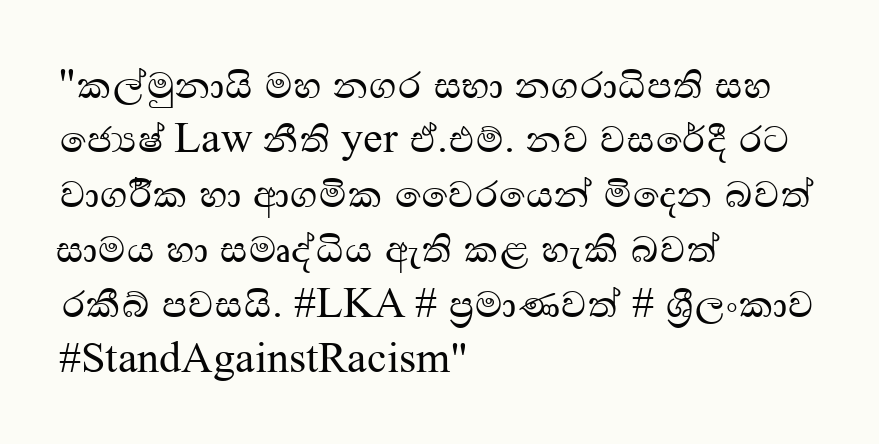 "කල්මුනායි මහ නගර සභා නගරාධිපති සහ
ජ්‍යෙෂ් Law නීති yer ඒ.එම්. නව වසරේදී රට
වාර්ගික හා ආගමික වෛරයෙන් මිදෙන බවත්
සාමය හා සමෘද්ධිය ඇති කළ හැකි බවත්
රකීබ් පවසයි. #LKA # ප්‍රමාණවත් # ශ්‍රීලංකාව
#StandAgainstRacism"